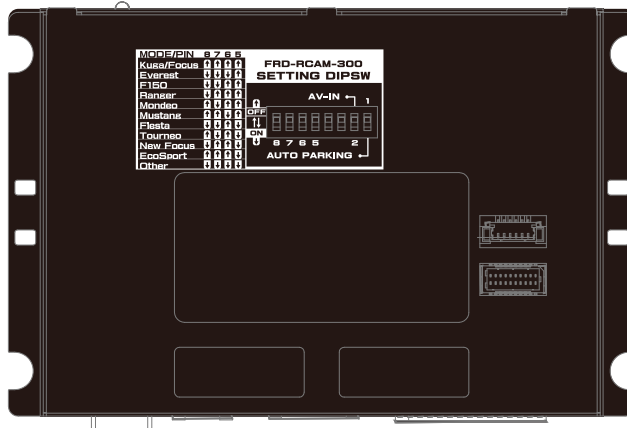 MODE/PIN 8 7 6 5
Kuga/Focus
Everest
F150
Ranger
Mondeo
Mustang
Fiesta
Tourneo
New Focus
EcoSport
Other
FRD-RCAM-300
SETTING DIPSW
AV-IN 1
OFF
ON
8 7 6 5 2
AUTO PARKING